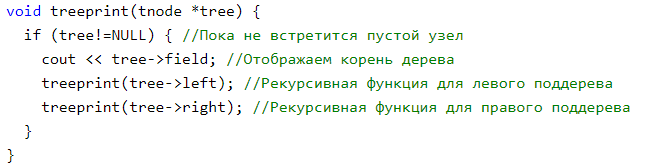 void treeprint(tnode *tree) {
  if (tree!=NULL) { //Пока не встретится пустой узел
    cout << tree->field; //Отображаем корень дерева
    treeprint(tree->left); //Рекурсивная функция для левого поддерева
    treeprint(tree->right); //Рекурсивная функция для правого поддерева
  }
}